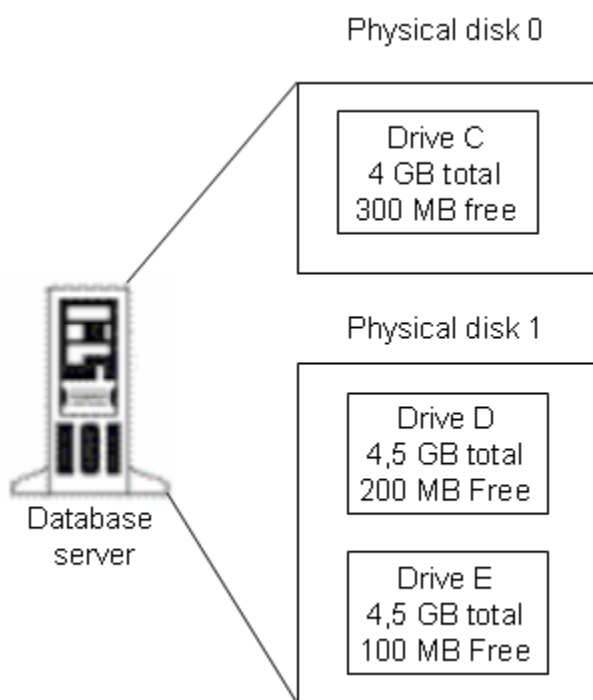 Physical disk 0
Drive C
4 GB total
300 MB free
Physical disk 1
Drive D
4,5 GB total
200 MB Free
Drive E
4,5 GB total
100 MB Free
Database
server